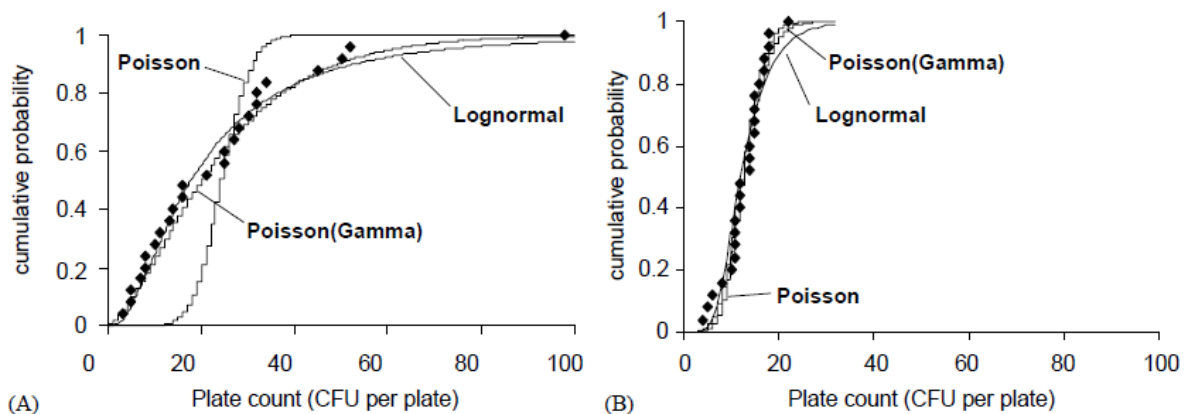 1
0.8
0.6
0.4
0.2
0
cumulative probability
Poisson
Lognormal
Poisson(Gamma)
0 20 40 60 80 100
Plate count (CFU per plate)
(A)
1
0.8
0.6
0.4
0.2
0
cumulative probability
Poisson(Gamma)
Lognormal
Poisson
0 20 40 60 80 100
Plate count (CFU per plate)
(B)